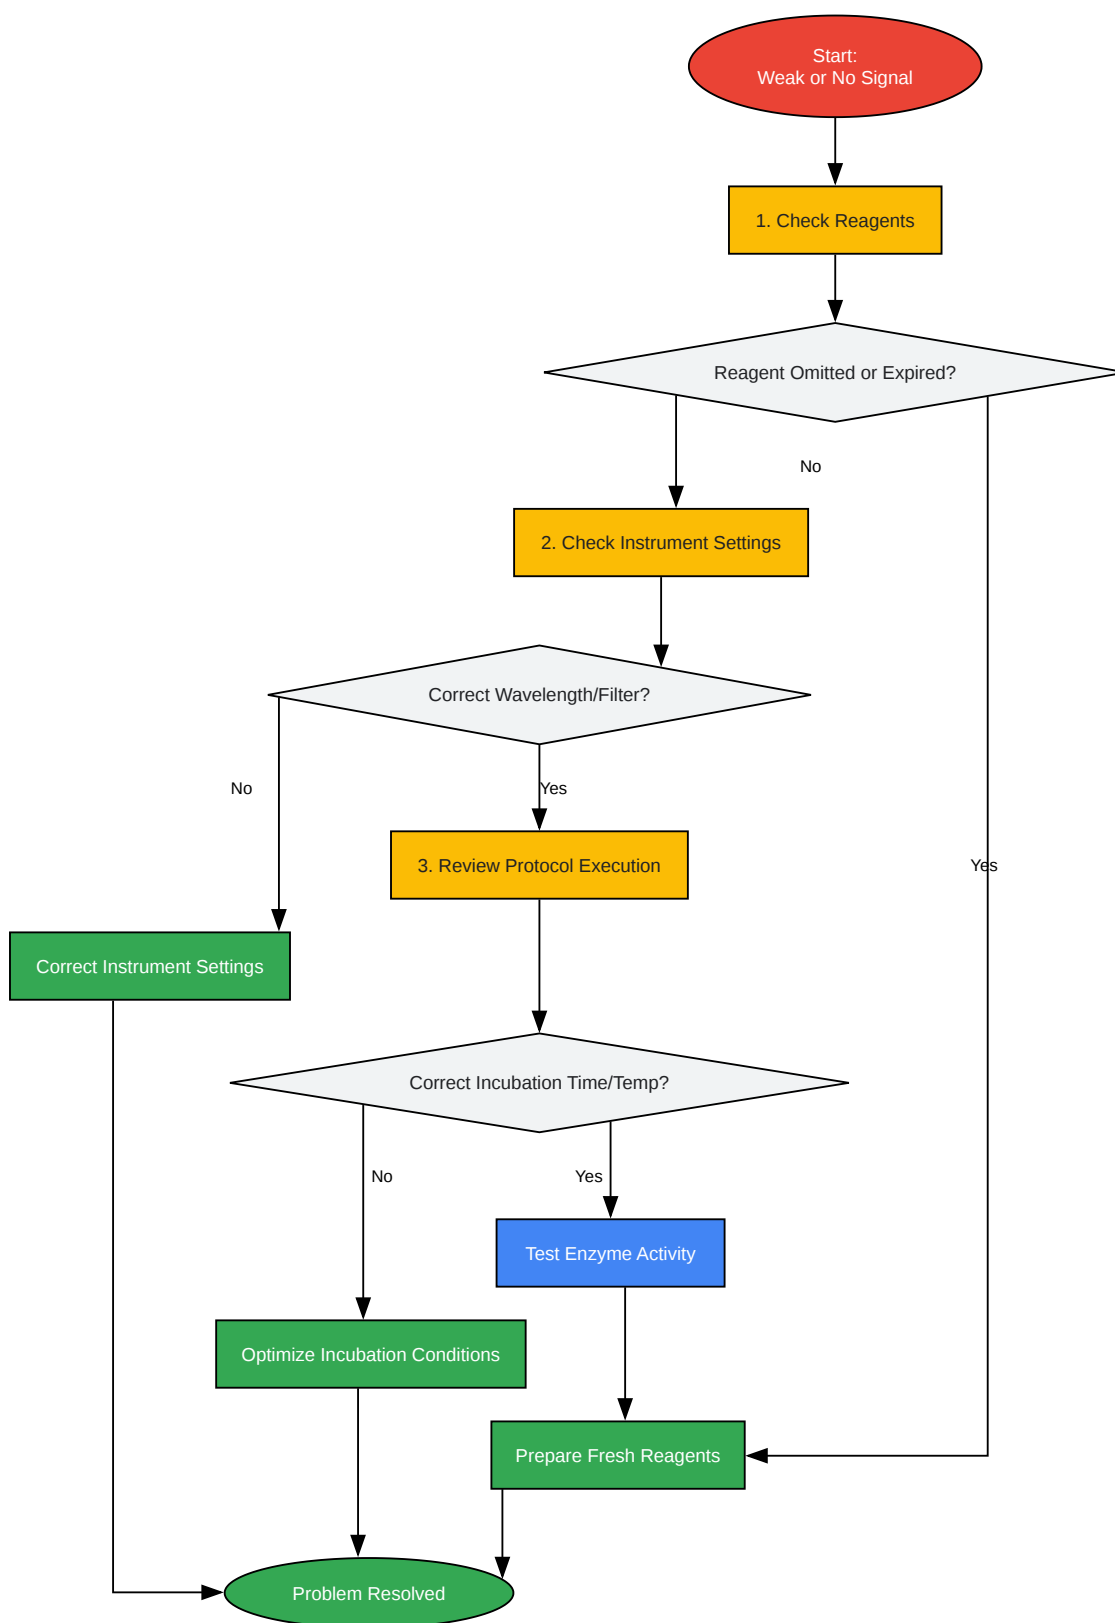 Start:
Weak or No Signal
1. Check Reagents
Reagent Omitted or Expired?
No
2. Check Instrument Settings
Correct Wavelength/Filter?
No
Yes
3. Review Protocol Execution
Yes
Correct Instrument Settings
Correct Incubation Time/Temp?
No
Yes
Test Enzyme Activity
Optimize Incubation Conditions
Prepare Fresh Reagents
Problem Resolved